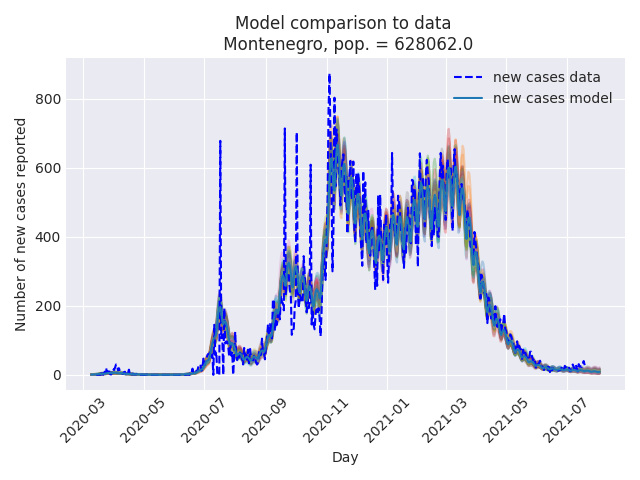 Model comparison to data
Montenegro, pop. = 628062.0
new cases data
new cases model
Number of new cases reported
800
600
400
200
0
2020-03
2020-05
2020-07
2020-09
2020-11
2021-01
2021-03
2021-05
2021-07
Day